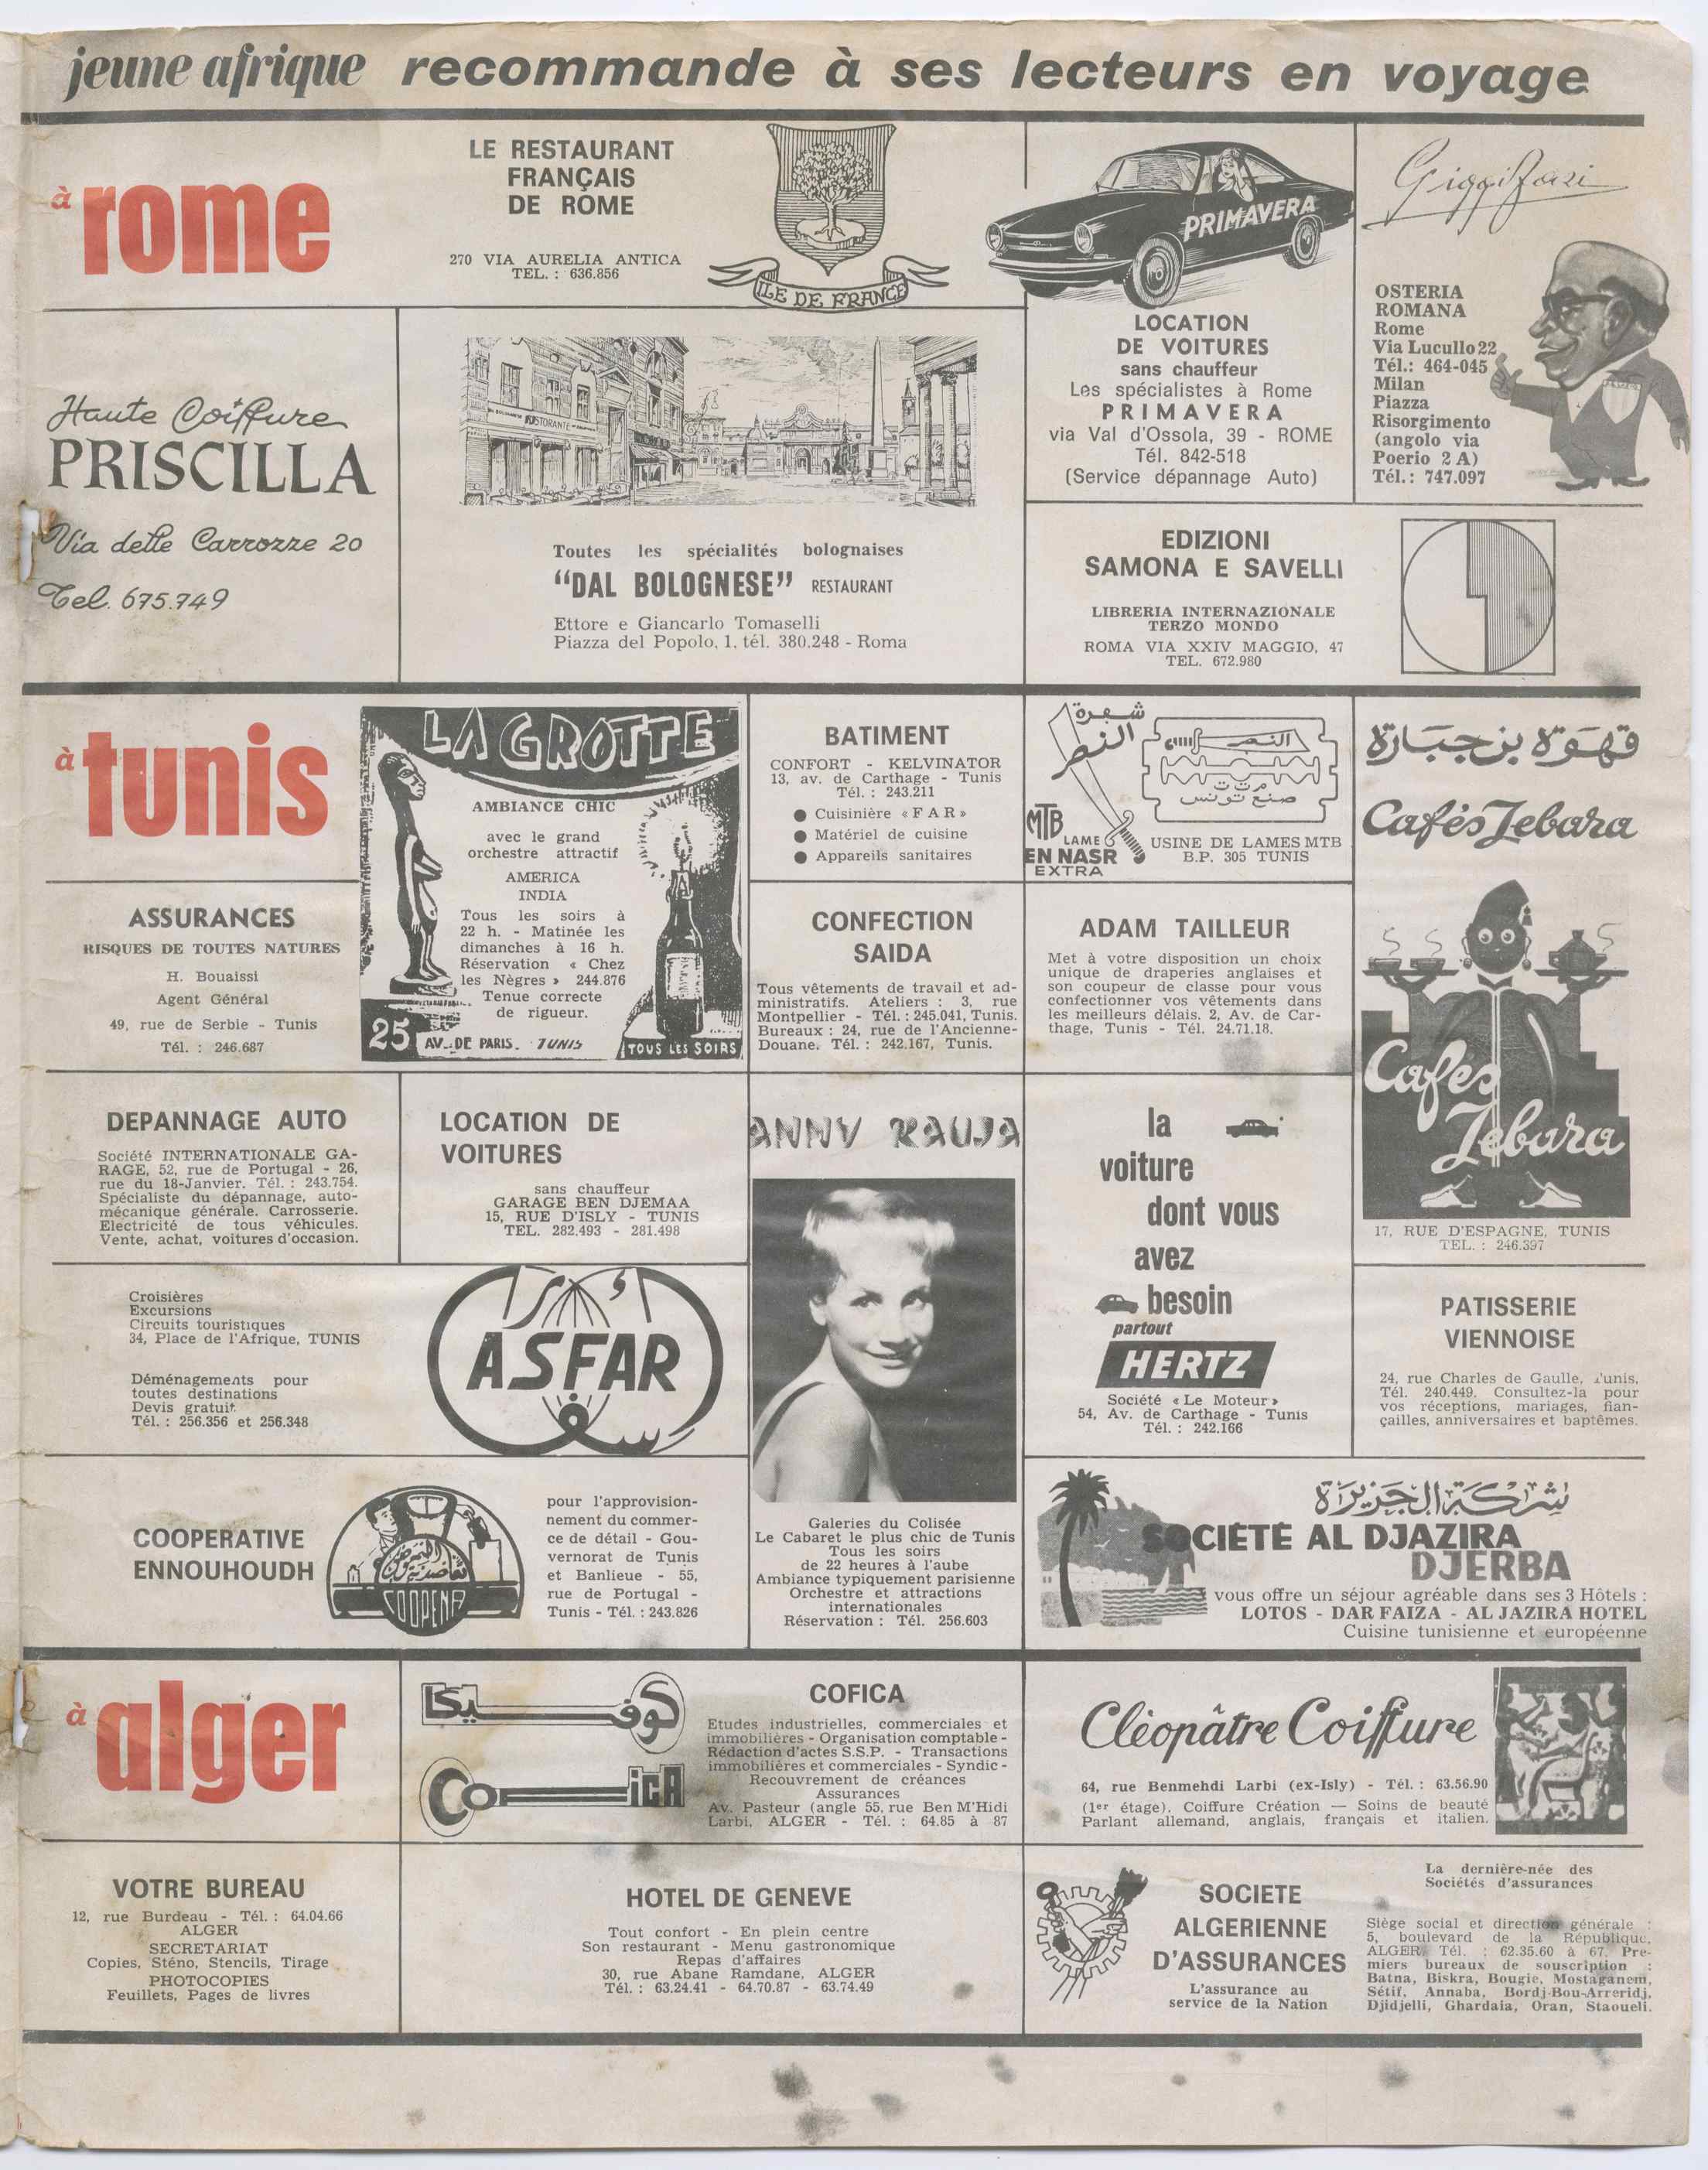 jeune afrique recommande à ses lecteurs en voyage
à rome
LE RESTAURANT
FRANÇAIS
DE ROME
270 VIA AURELIA ANTICA
TEL. : 636.856
ILE DE FRANCE
PRIMAVERA
LOCATION
DE VOITURES
sans chauffeur
Les spécialistes à Rome
PRIMAVERA
via Val d'Ossola, 39 - ROME
Tél. 842-518
(Service dépannage Auto)
Giggi Fazi
OSTERIA
ROMANA
Rome
Via Lucullo 22
Tél.: 464-045
Milan
Piazza
Risorgimento
(angolo via
Poerio 2 A)
Tél.: 747.097
Haute Coiffure
PRISCILLA
Via delle Carrozze 20
Tel. 675.749
RISTORANTE
Toutes les spécialités bolognaises
"DAL BOLOGNESE" RESTAURANT
Ettore e Giancarlo Tomaselli
Piazza del Popolo, 1. tél. 380.248 - Roma
EDIZIONI
SAMONA E SAVELLI
LIBRERIA INTERNAZIONALE
TERZO MONDO
ROMA VIA XXIV MAGGIO, 47
TEL. 672.980
à tunis
LA GROTTE
AMBIANCE CHIC
avec le grand
orchestre attractif
AMERICA
INDIA
Tous les soirs à
22 h. - Matinée les
dimanches à 16 h.
Réservation « Chez
les Nègres » 244.876
Tenue correcte
de rigueur.
25 AV. DE PARIS. TUNIS
TOUS LES SOIRS
BATIMENT
CONFORT - KELVINATOR
13, av. de Carthage - Tunis
Tél. : 243.211
● Cuisinière « F A R »
● Matériel de cuisine
● Appareils sanitaires
شفرة
النصر
النصر
م ت ت
صنع تونس
MTB
LAME
EN NASR
EXTRA
USINE DE LAMES MTB
B.P. 305 TUNIS
قهوة بن جبارة
Cafés Jebara
Cafés
Jebara
17, RUE D'ESPAGNE, TUNIS
TEL. : 246.397
ASSURANCES
RISQUES DE TOUTES NATURES
H. Bouaissi
Agent Général
49, rue de Serbie - Tunis
Tél. : 246.687
CONFECTION
SAIDA
Tous vêtements de travail et ad-
ministratifs. Ateliers : 3, rue
Montpellier - Tél. : 245.041, Tunis.
Bureaux : 24, rue de l'Ancienne-
Douane. Tél. : 242.167, Tunis.
ADAM TAILLEUR
Met à votre disposition un choix
unique de draperies anglaises et
son coupeur de classe pour vous
confectionner vos vêtements dans
les meilleurs délais. 2, Av. de Car-
thage, Tunis - Tél. 24.71.18.
DEPANNAGE AUTO
Société INTERNATIONALE GA-
RAGE, 52, rue de Portugal - 26,
rue du 18-Janvier. Tél. : 243.754.
Spécialiste du dépannage, auto-
mécanique générale. Carrosserie.
Electricité de tous véhicules.
Vente, achat, voitures d'occasion.
LOCATION DE
VOITURES
sans chauffeur
GARAGE BEN DJEMAA
15, RUE D'ISLY - TUNIS
TEL. 282.493 - 281.498
ANNY KAUJA
Galeries du Colisée
Le Cabaret le plus chic de Tunis
Tous les soirs
de 22 heures à l'aube
Ambiance typiquement parisienne
Orchestre et attractions
internationales
Réservation : Tél. 256.603
la
voiture
dont vous
avez
besoin
partout
HERTZ
Société « Le Moteur »
54, Av. de Carthage - Tunis
Tél. : 242.166
Croisières
Excursions
Circuits touristiques
34, Place de l'Afrique, TUNIS
Déménagements pour
toutes destinations
Devis gratuit
Tél. : 256.356 et 256.348
ASFAR
PATISSERIE
VIENNOISE
24, rue Charles de Gaulle, Tunis.
Tél. 240.449. Consultez-la pour
vos réceptions, mariages, fian-
çailles, anniversaires et baptêmes.
COOPERATIVE
ENNOUHOUDH
COOPENA
pour l'approvision-
nement du commer-
ce de détail - Gou-
vernorat de Tunis
et Banlieue - 55,
rue de Portugal -
Tunis - Tél. : 243.826
شركة الجزيرة
SOCIÉTÉ AL DJAZIRA
DJERBA
vous offre un séjour agréable dans ses 3 Hôtels :
LOTOS - DAR FAIZA - AL JAZIRA HOTEL
Cuisine tunisienne et européenne
à alger
كوفيكا
CoFicA
COFICA
Etudes industrielles, commerciales et
immobilières - Organisation comptable -
Rédaction d'actes S.S.P. - Transactions
immobilières et commerciales - Syndic -
Recouvrement de créances
Assurances
Av. Pasteur (angle 55, rue Ben M'Hidi
Larbi, ALGER - Tél. : 64.85 à 87
Clèopâtre Coiffure
64, rue Benmehdi Larbi (ex-Isly) - Tél. : 63.56.90
(1er étage). Coiffure Création — Soins de beauté
Parlant allemand, anglais, français et italien.
VOTRE BUREAU
12, rue Burdeau - Tél. : 64.04.66
ALGER
SECRETARIAT
Copies, Sténo, Stencils, Tirage
PHOTOCOPIES
Feuillets, Pages de livres
HOTEL DE GENEVE
Tout confort - En plein centre
Son restaurant - Menu gastronomique
Repas d'affaires
30, rue Abane Ramdane, ALGER
Tél. : 63.24.41 - 64.70.87 - 63.74.49
SOCIETE
ALGERIENNE
D'ASSURANCES
L'assurance au
service de la Nation
La dernière-née des
Sociétés d'assurances
Siège social et direction générale :
5, boulevard de la République,
ALGER. Tél. : 62.35.60 à 67. Pre-
miers bureaux de souscription :
Batna, Biskra, Bougie, Mostaganem,
Sétif, Annaba, Bordj-Bou-Arreridj,
Djidjelli, Ghardaia, Oran, Staoueli.